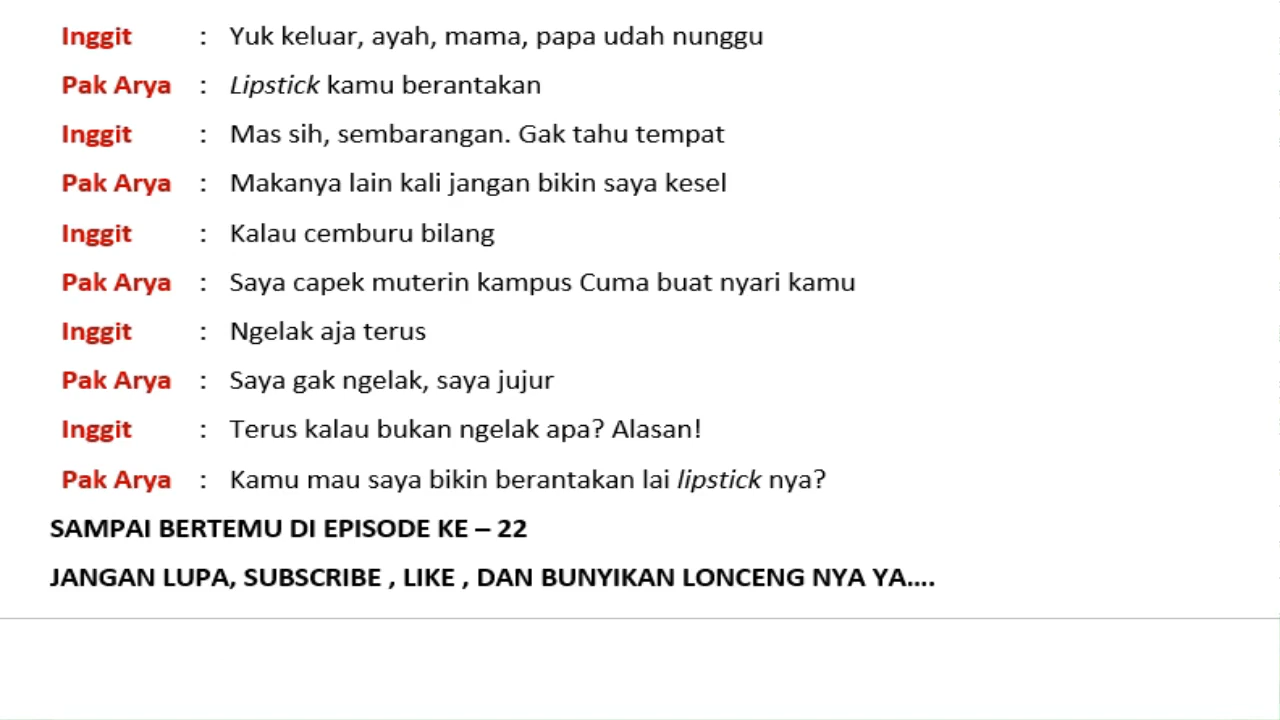 Inggit : Yuk keluar, ayah, mama, papa udah nunggu
Pak Arya : Lipstick kamu berantakan
Inggit : Mas sih, sembarangan. Gak tahu tempat
Pak Arya : Makanya lain kali jangan bikin saya kesel
Inggit : Kalau cemburu bilang
Pak Arya : Saya capek muterin kampus Cuma buat nyari kamu
Inggit : Ngelak aja terus
Pak Arya : Saya gak ngelak, saya jujur
Inggit : Terus kalau bukan ngelak apa? Alasan!
Pak Arya : Kamu mau saya bikin berantakan lai lipstick nya?
SAMPAI BERTEMU DI EPISODE KE – 22
JANGAN LUPA, SUBSCRIBE , LIKE , DAN BUNYIKAN LONCENG NYA YA....